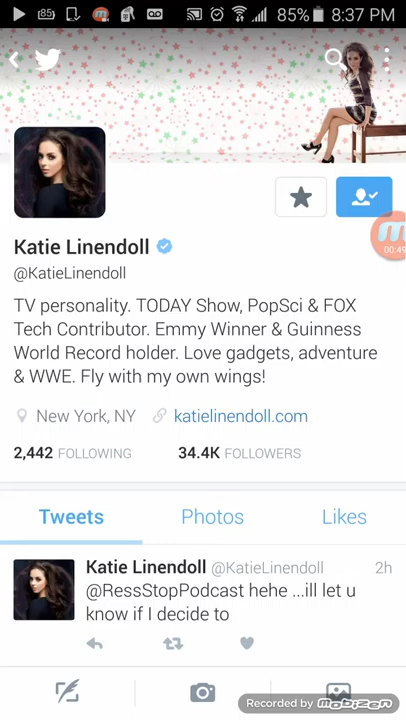 85
85% 8:37 PM
00:49
Katie Linendoll
@KatieLinendoll
TV personality. TODAY Show, PopSci & FOX
Tech Contributor. Emmy Winner & Guinness
World Record holder. Love gadgets, adventure
& WWE. Fly with my own wings!
New York, NY katielinendoll.com
2,442 FOLLOWING 34.4K FOLLOWERS
Tweets Photos Likes
Katie Linendoll @KatieLinendoll 2h
@RessStopPodcast hehe ...ill let u
know if I decide to
Recorded by mobizen